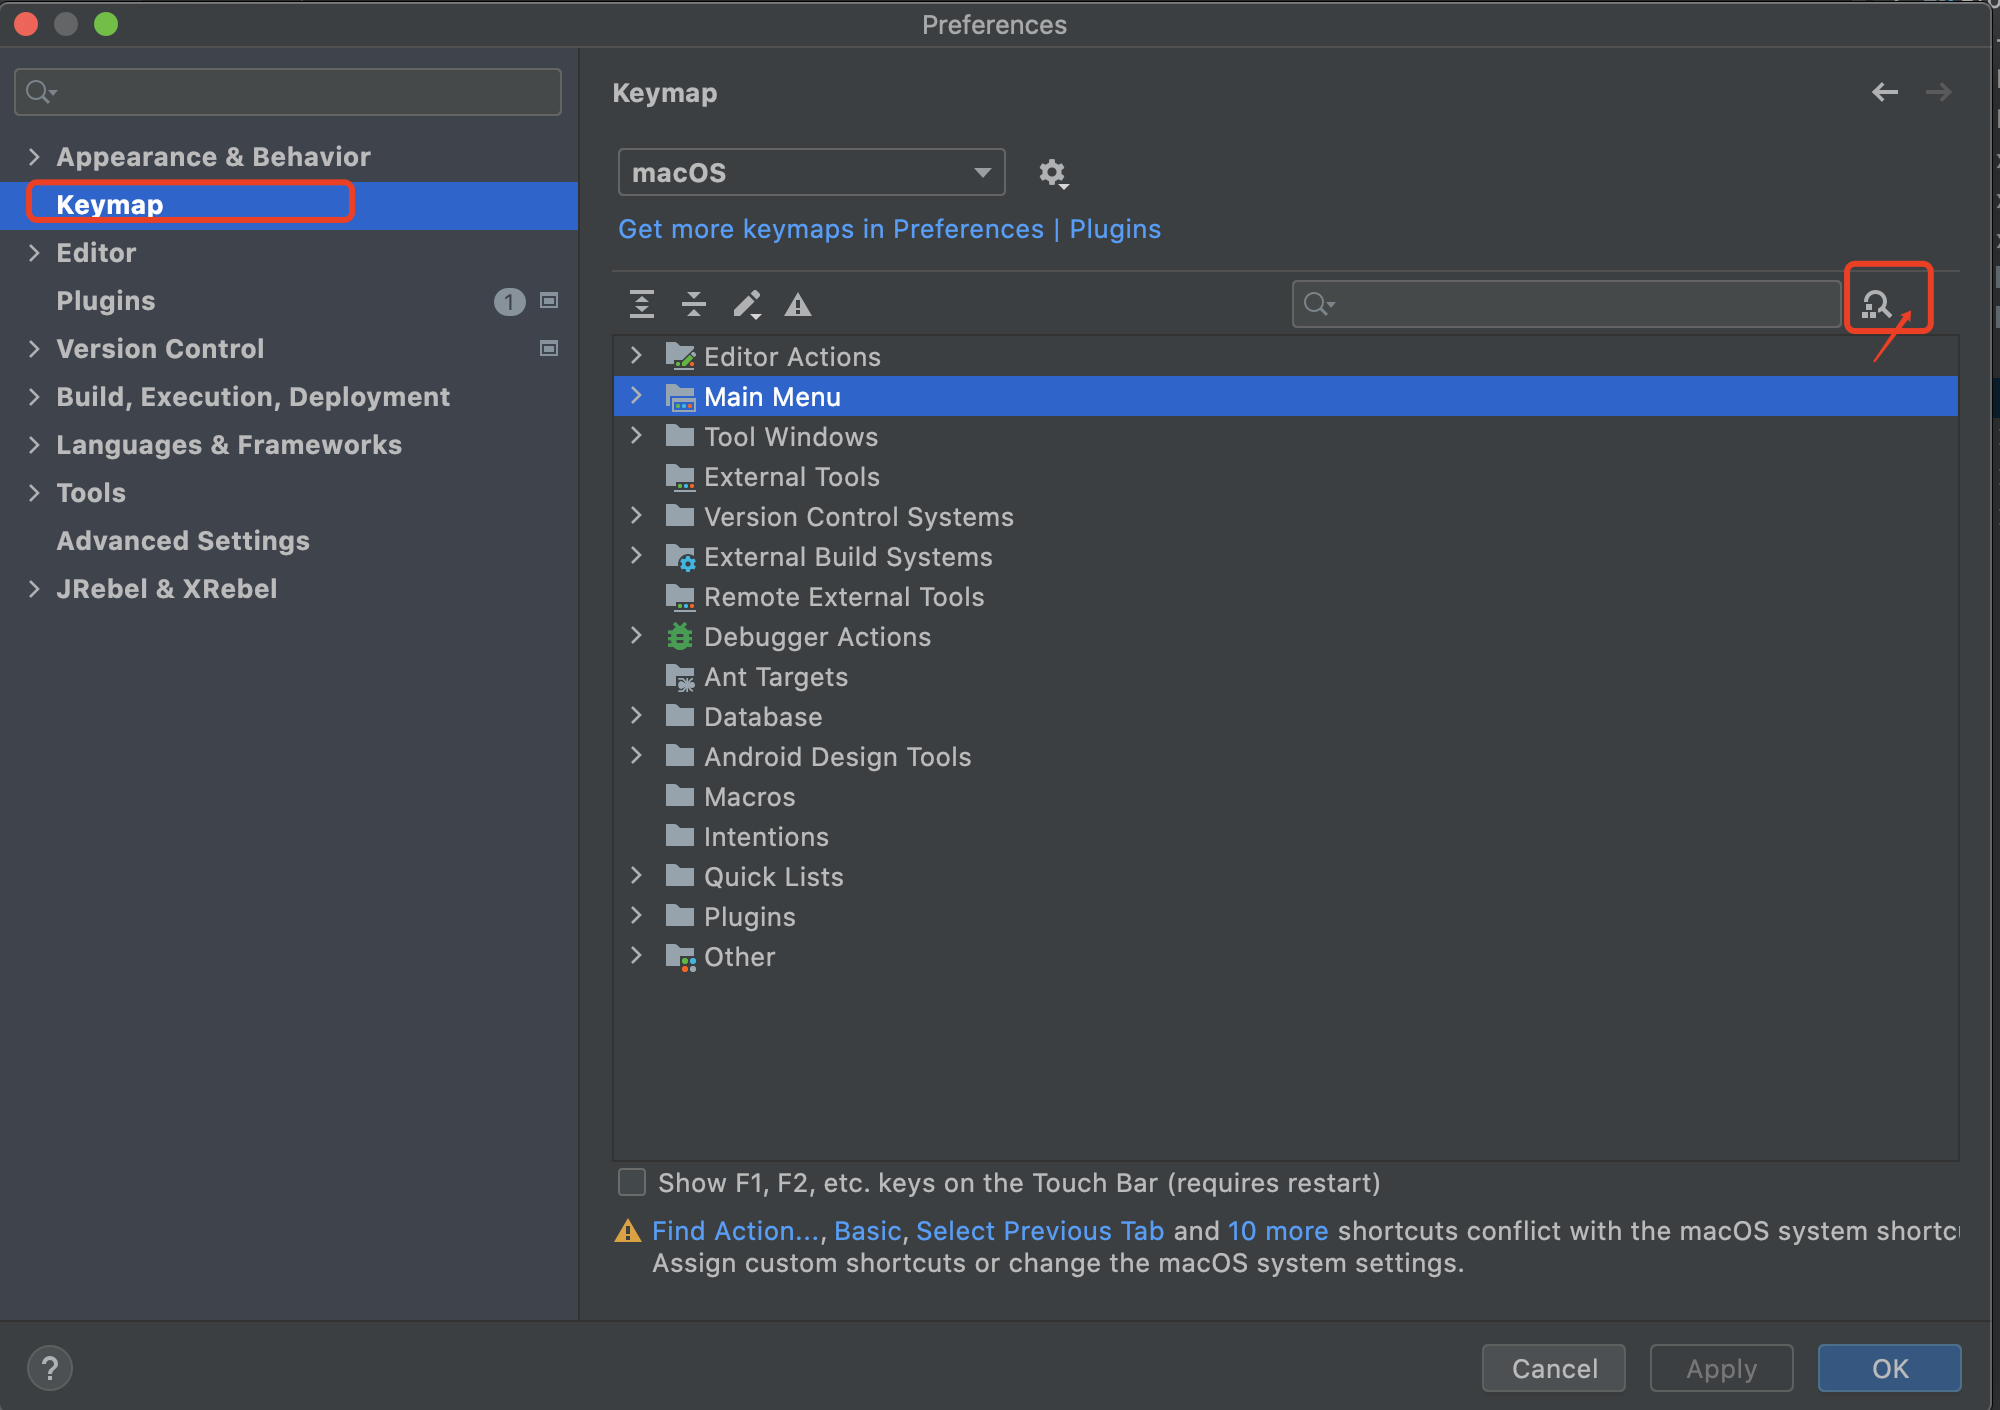 Preferences
Appearance & Behavior
Keymap
Editor
Plugins 1
Version Control
Build, Execution, Deployment
Languages & Frameworks
Tools
Advanced Settings
JRebel & XRebel
Keymap
macOS
Get more keymaps in Preferences | Plugins
Editor Actions
Main Menu
Tool Windows
External Tools
Version Control Systems
External Build Systems
Remote External Tools
Debugger Actions
Ant Targets
Database
Android Design Tools
Macros
Intentions
Quick Lists
Plugins
Other
Show F1, F2, etc. keys on the Touch Bar (requires restart)
Find Action..., Basic, Select Previous Tab and 10 more shortcuts conflict with the macOS system shortc
Assign custom shortcuts or change the macOS system settings.
?
Cancel
Apply
OK